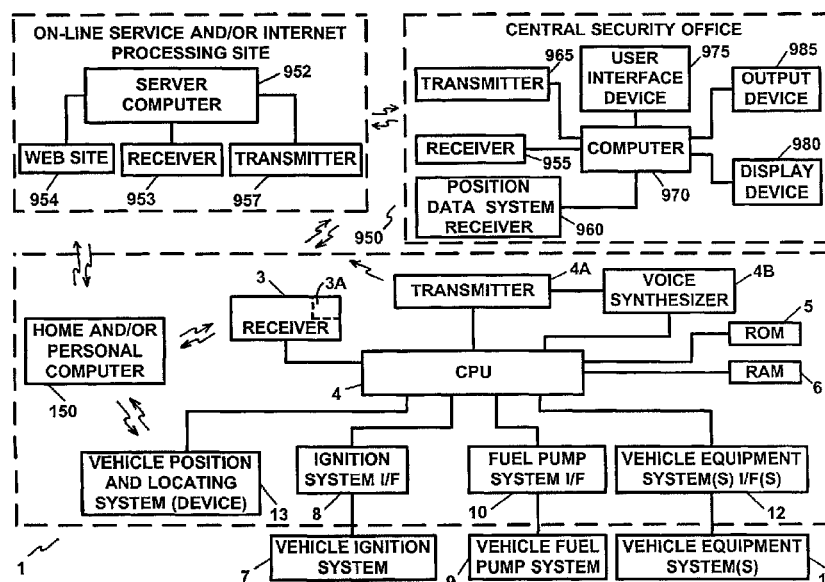 ON-LINE SERVICE AND/OR INTERNET
PROCESSING SITE
952
SERVER
COMPUTER
WEB SITE
RECEIVER
TRANSMITTER
954
953
957
CENTRAL SECURITY OFFICE
965
975
985
TRANSMITTER
USER
INTERFACE
DEVICE
OUTPUT
DEVICE
RECEIVER
955
COMPUTER
970
980
DISPLAY
DEVICE
POSITION
DATA SYSTEM
RECEIVER
960
950
3
3A
RECEIVER
4A
TRANSMITTER
4B
VOICE
SYNTHESIZER
5
ROM
HOME AND/OR
PERSONAL
COMPUTER
150
4
CPU
RAM
6
VEHICLE POSITION
AND LOCATING
SYSTEM (DEVICE)
13
IGNITION
SYSTEM I/F
8
FUEL PUMP
SYSTEM I/F
10
VEHICLE EQUIPMENT
SYSTEM(S) I/F(S)
12
1
7
VEHICLE IGNITION
SYSTEM
VEHICLE FUEL
PUMP SYSTEM
VEHICLE EQUIPMENT
SYSTEM(S)